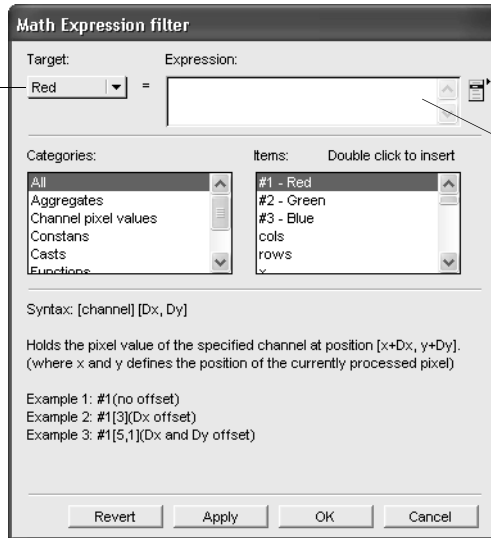 Math Expression filter
Target: Expression:
Red =
Categories: Items: Double click to insert
All
Aggregates
Channel pixel values
Constans
Casts
Functions
#1 - Red
#2 - Green
#3 - Blue
cols
rows
Syntax: [channel] [Dx, Dy]
Holds the pixel value of the specified channel at position [x+Dx, y+Dy].
(where x and y defines the position of the currently processed pixel)
Example 1: #1(no offset)
Example 2: #1[3](Dx offset)
Example 3: #1[5,1](Dx and Dy offset)
Revert Apply OK Cancel